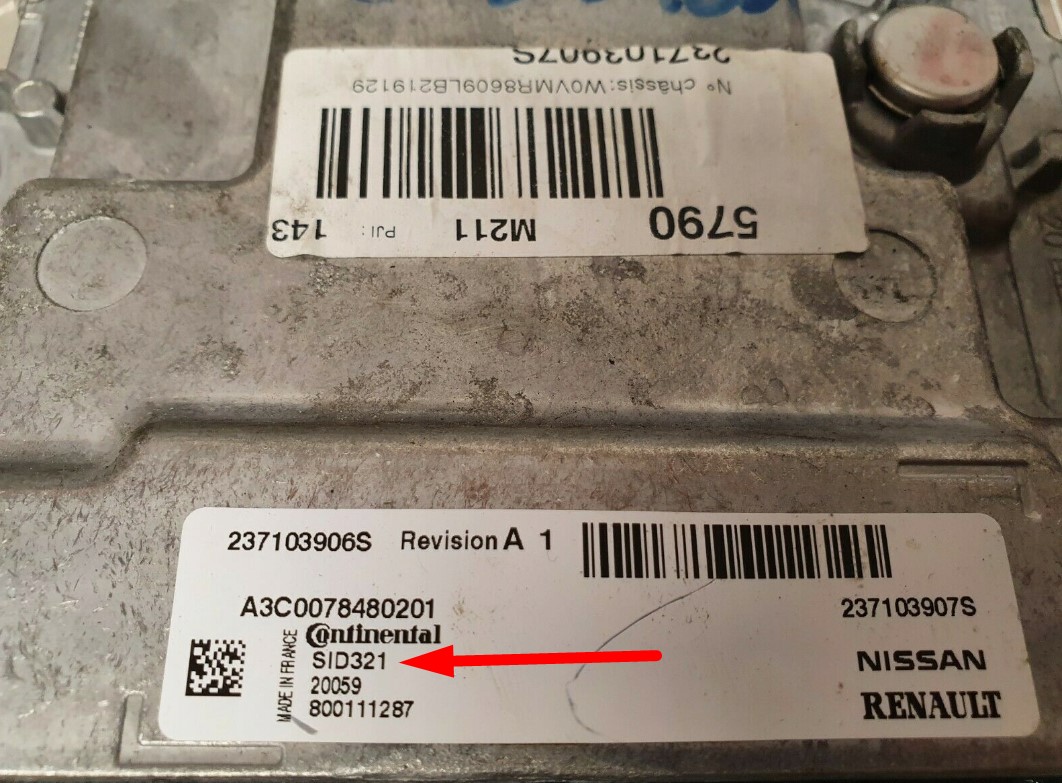 5790 M211 PJI: 143
N° châssis: W0VMR8609LB219129
237103907S
237103906S Revision A 1
A3C0078480201
237103907S
MADE IN FRANCE
Continental
SID321
20059
800111287
NISSAN
RENAULT